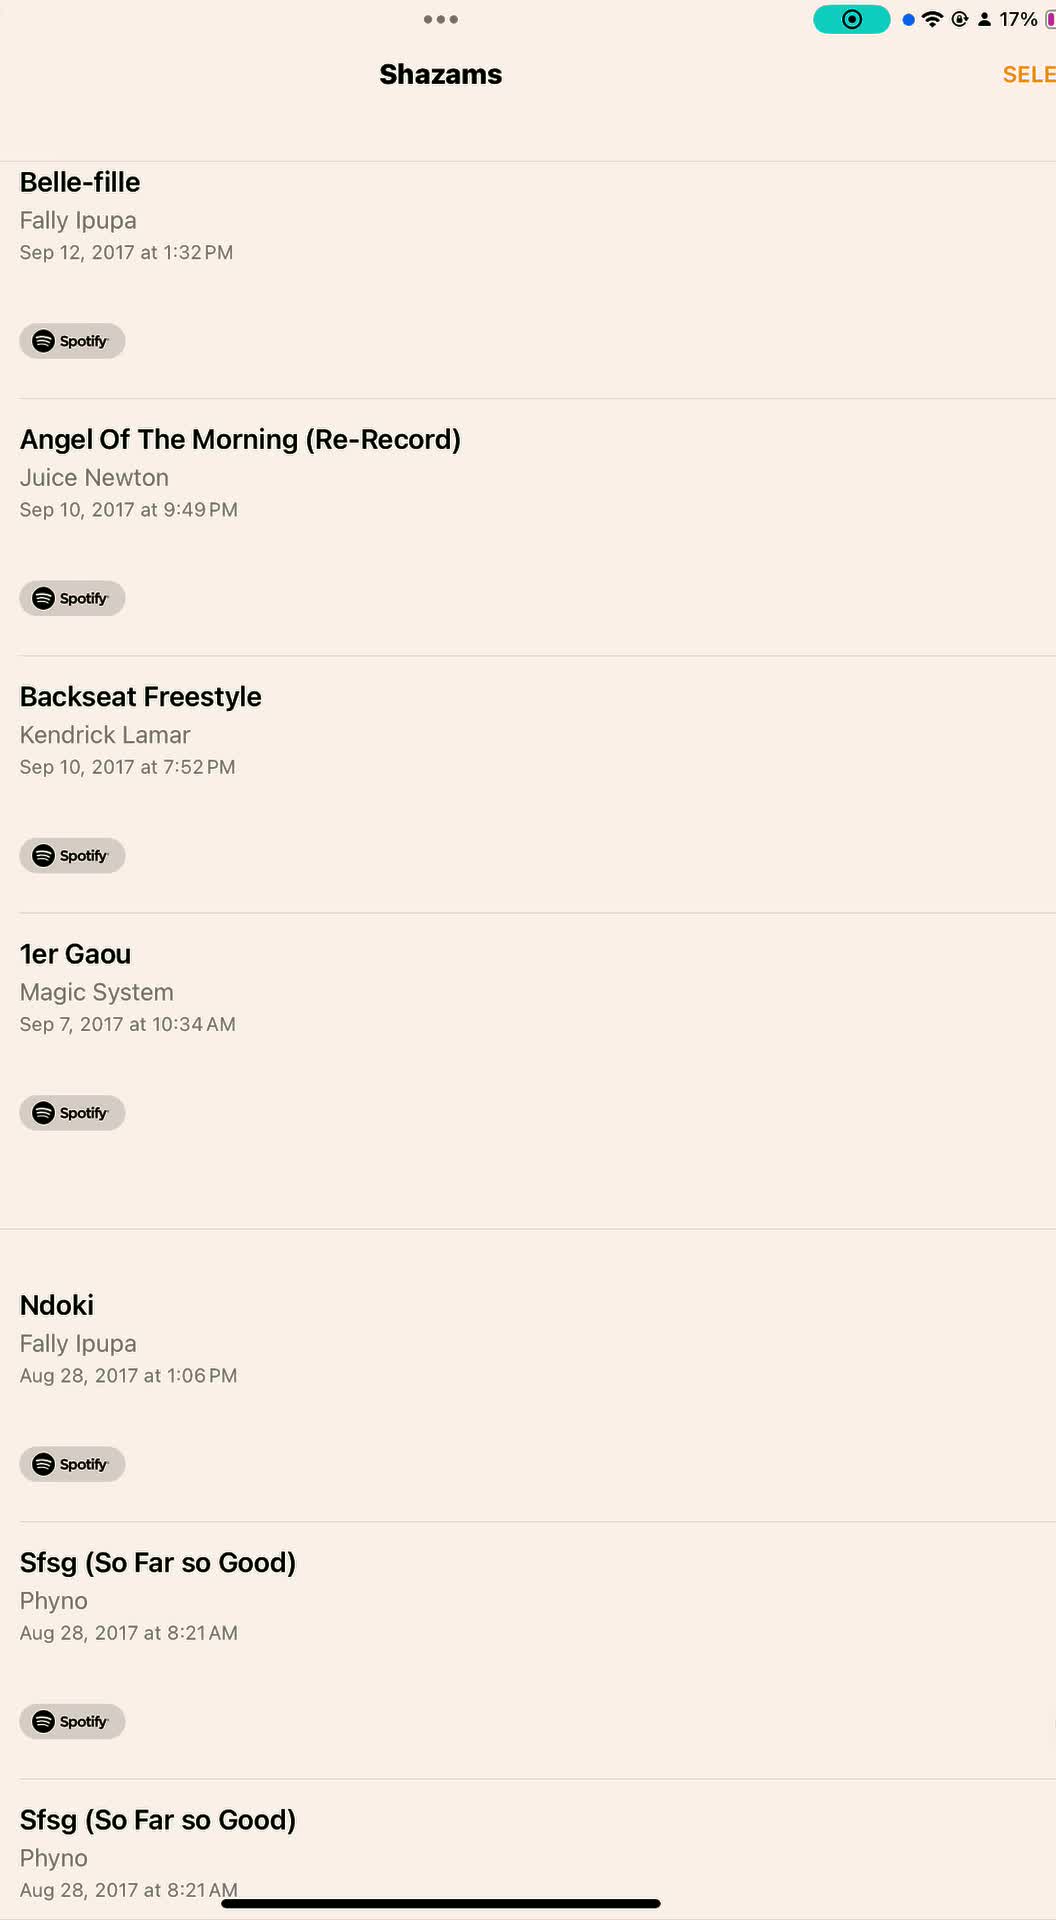 17%
Shazams
SELE
Belle-fille
Fally Ipupa
Sep 12, 2017 at 1:32 PM
Spotify
Angel Of The Morning (Re-Record)
Juice Newton
Sep 10, 2017 at 9:49 PM
Spotify
Backseat Freestyle
Kendrick Lamar
Sep 10, 2017 at 7:52 PM
Spotify
1er Gaou
Magic System
Sep 7, 2017 at 10:34 AM
Spotify
Ndoki
Fally Ipupa
Aug 28, 2017 at 1:06 PM
Spotify
Sfsg (So Far so Good)
Phyno
Aug 28, 2017 at 8:21 AM
Spotify
Sfsg (So Far so Good)
Phyno
Aug 28, 2017 at 8:21 AM